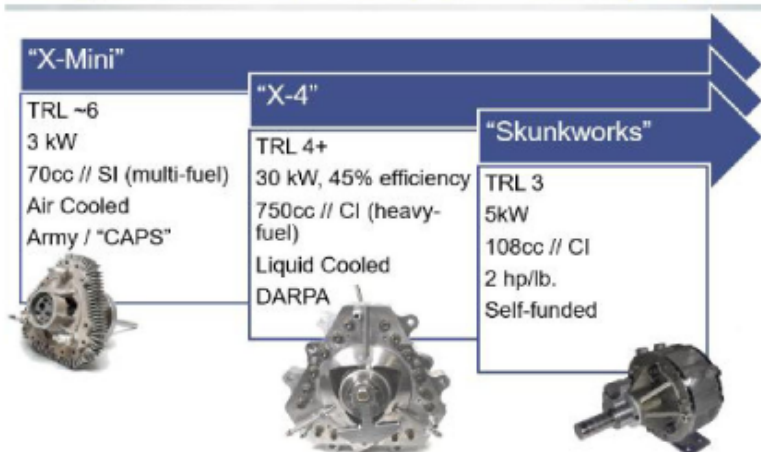 “X-Mini”
TRL ~6
3 kW
70cc // SI (multi-fuel)
Air Cooled
Army / “CAPS”
“X-4”
TRL 4+
30 kW, 45% efficiency
750cc // CI (heavy-
fuel)
Liquid Cooled
DARPA
“Skunkworks”
TRL 3
5kW
108cc // CI
2 hp/lb.
Self-funded